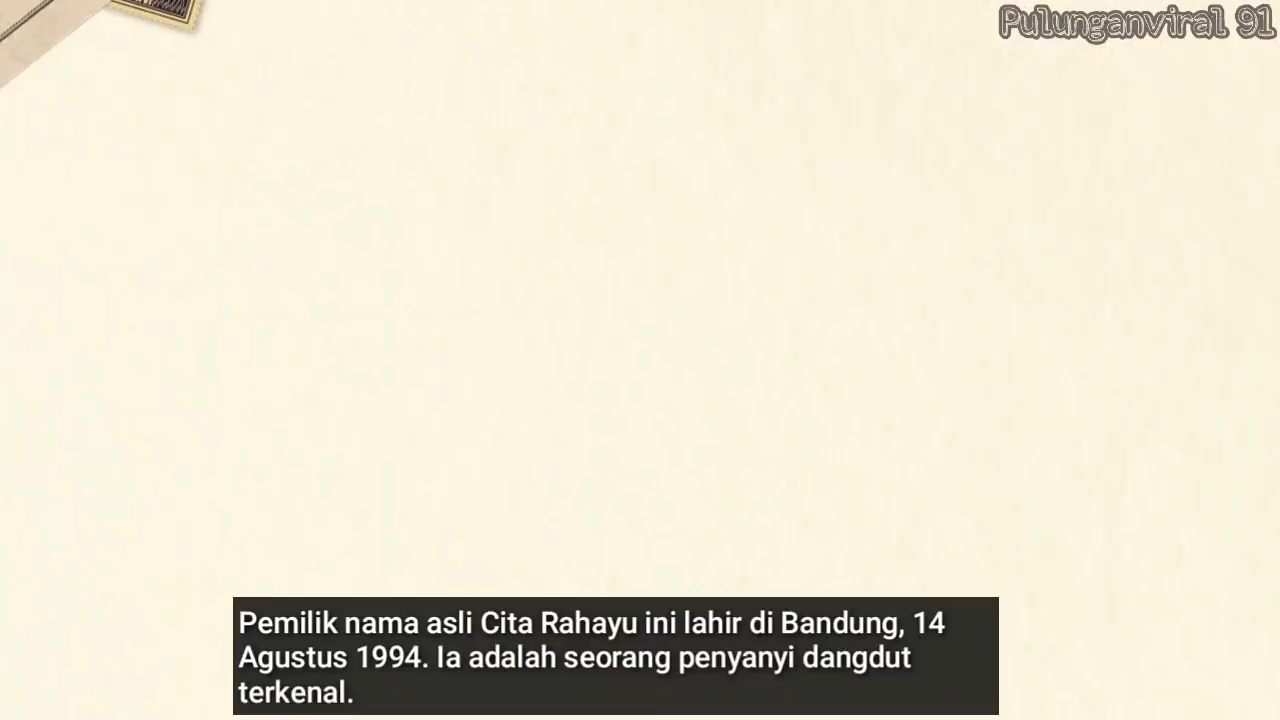 Pulunganviral 91
Pemilik nama asli Cita Rahayu ini lahir di Bandung, 14
Agustus 1994. Ia adalah seorang penyanyi dangdut
terkenal.